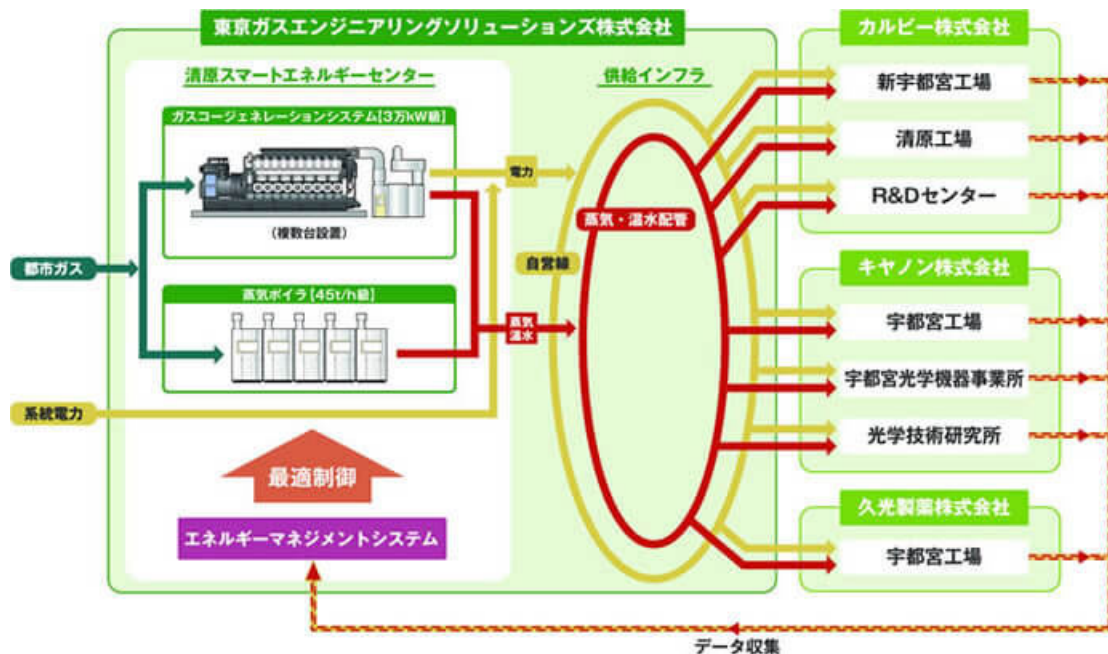 東京ガスエンジニアリングソリューションズ株式会社
清原スマートエネルギーセンター
供給インフラ
ガスコージェネレーションシステム【3万kW級】
(複数台設置)
電力
都市ガス
蒸気・温水配管
自営線
蒸気ボイラ【45t/h級】
蒸気
温水
系統電力
最適制御
エネルギーマネジメントシステム
カルビー株式会社
新宇都宮工場
清原工場
R&Dセンター
キヤノン株式会社
宇都宮工場
宇都宮光学機器事業所
光学技術研究所
久光製薬株式会社
宇都宮工場
データ収集